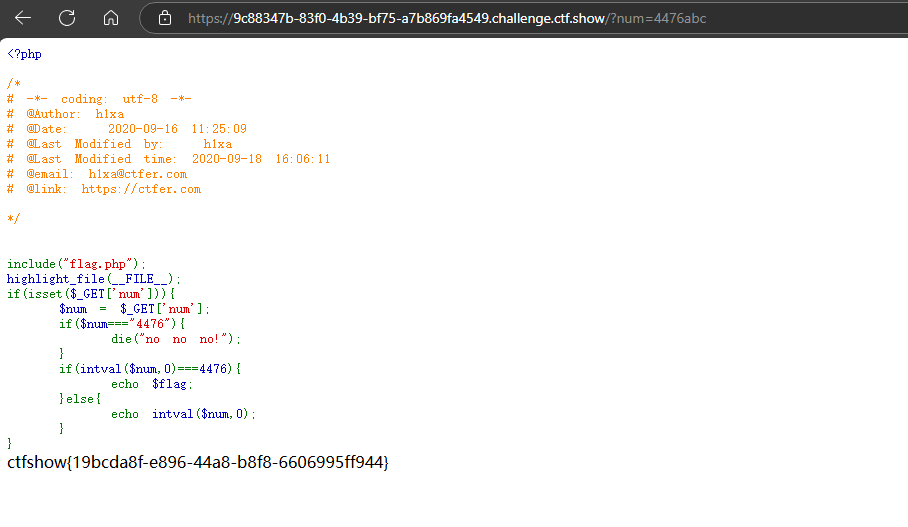 https://9c88347b-83f0-4b39-bf75-a7b869fa4549.challenge.ctf.show/?num=4476abc
<?php
/*
# -*- coding: utf-8 -*-
# @Author: h1xa
# @Date:   2020-09-16 11:25:09
# @Last Modified by:   h1xa
# @Last Modified time: 2020-09-18 16:06:11
# @email: h1xa@ctfer.com
# @link: https://ctfer.com
*/
include("flag.php");
highlight_file(__FILE__);
if(isset($_GET['num'])){
    $num = $_GET['num'];
    if($num==="4476"){
        die("no no no!");
    }
    if(intval($num,0)===4476){
        echo $flag;
    }else{
        echo intval($num,0);
    }
}
ctfshow{19bcda8f-e896-44a8-b8f8-6606995ff944}